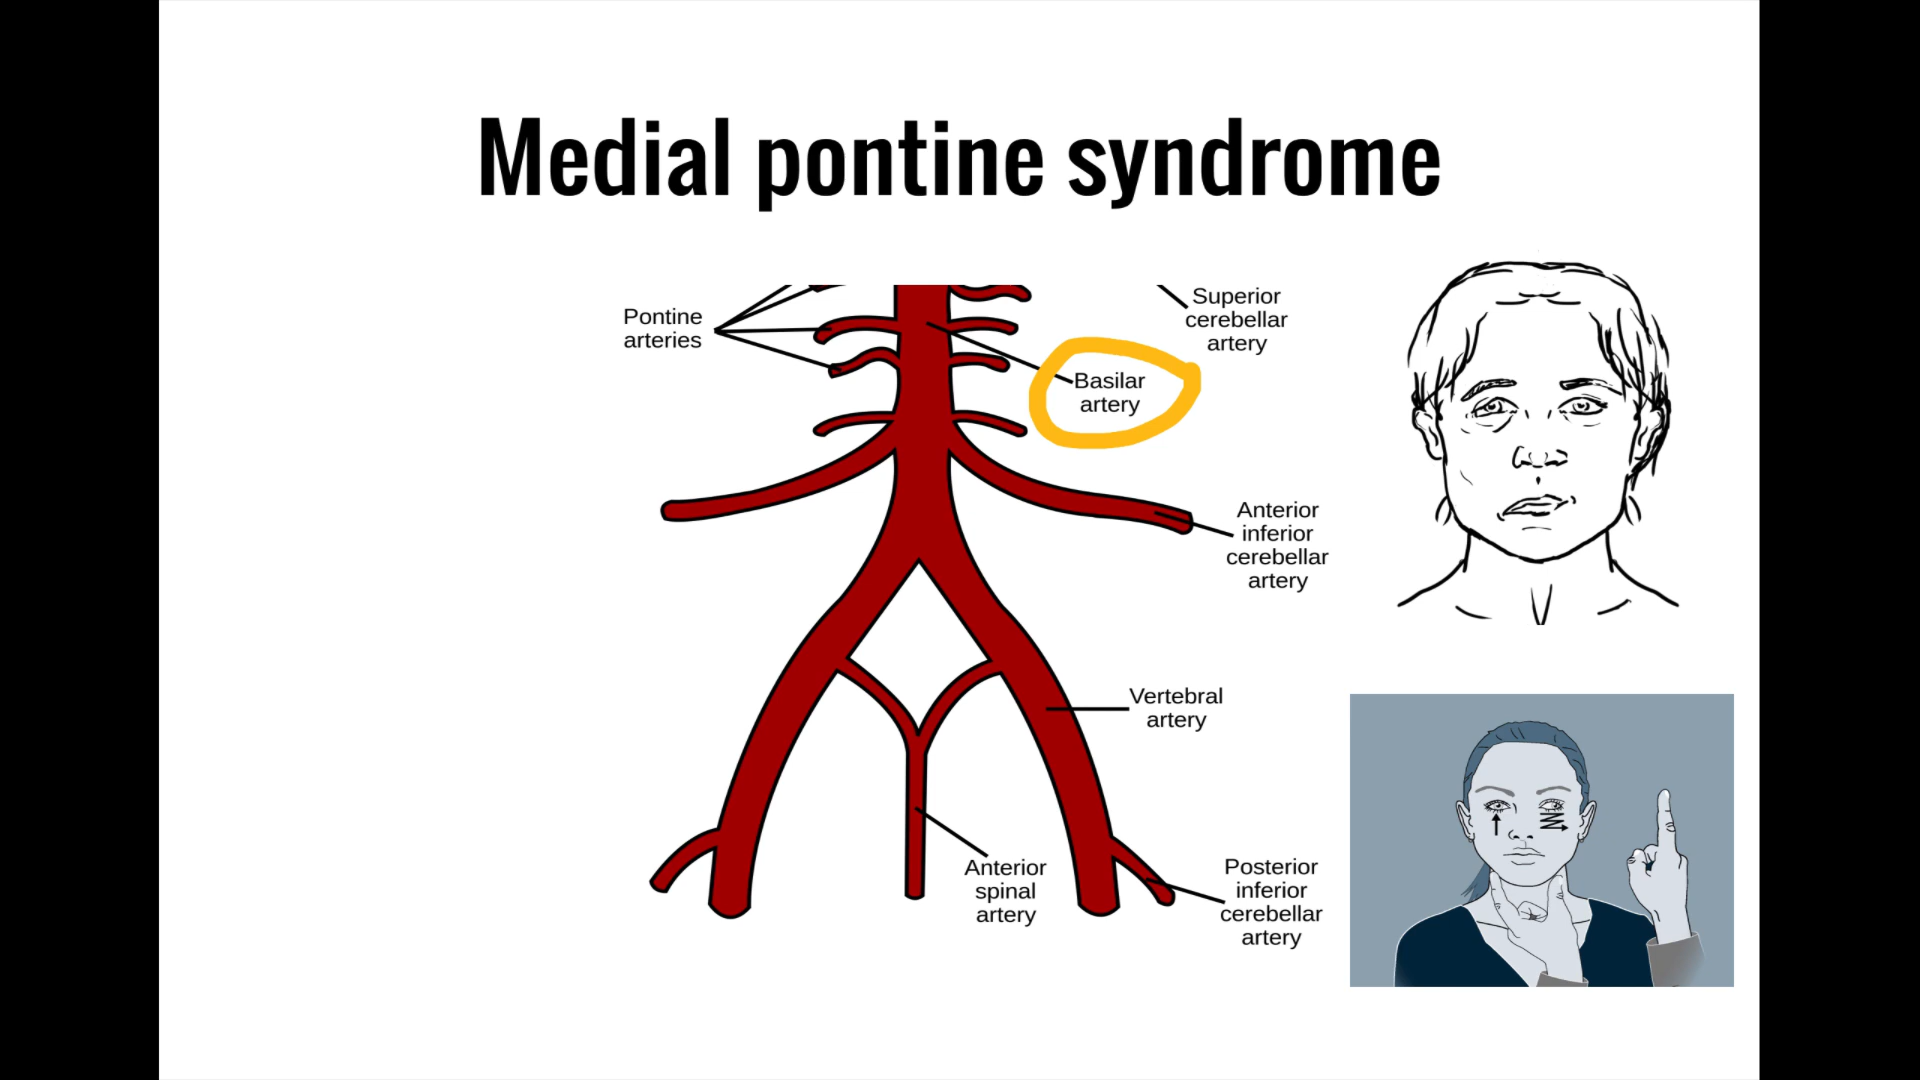 Medial pontine syndrome
Pontine
arteries
Superior
cerebellar
artery
Basilar
artery
Anterior
inferior
cerebellar
artery
Vertebral
artery
Anterior
spinal
artery
Posterior
inferior
cerebellar
artery